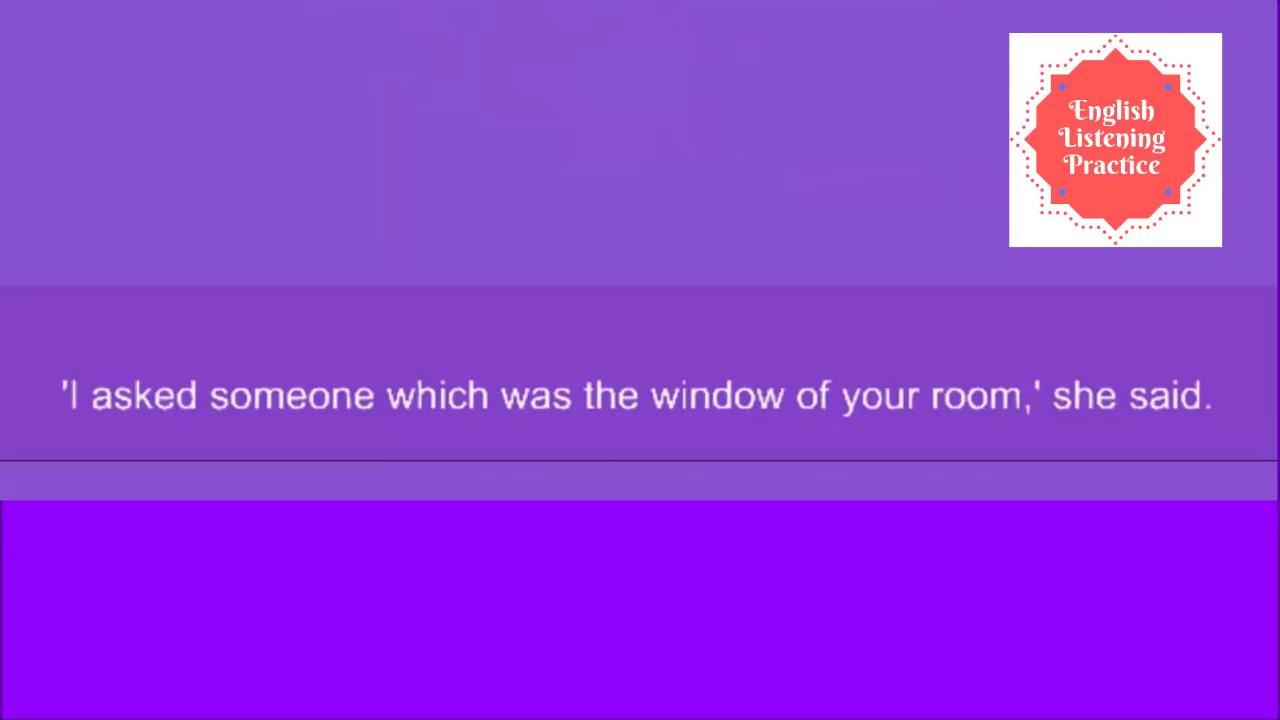 English
Listening
Practice
'I asked someone which was the window of your room,' she said.